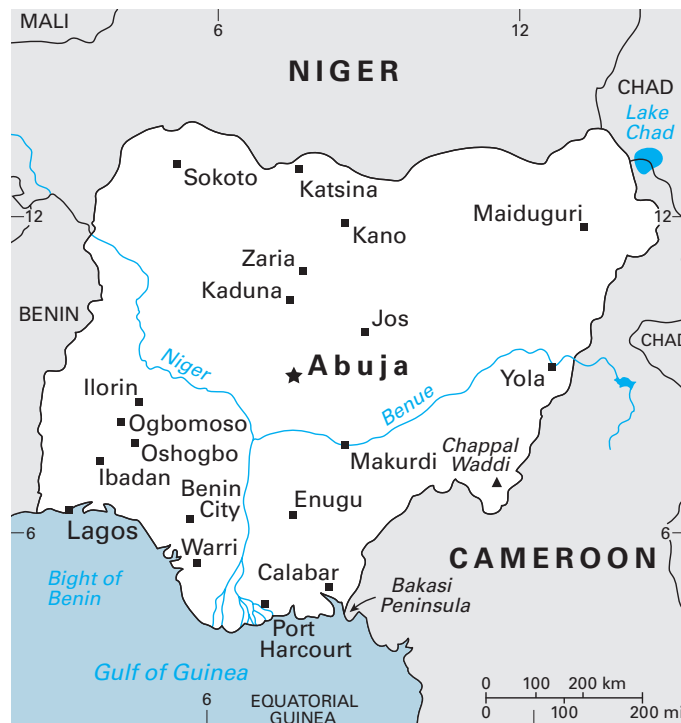 MALI
6
12
NIGER
CHAD
Lake
Chad
Sokoto
Katsina
12
Maiduguri
12
Kano
Zaria
Kaduna
BENIN
Jos
CHAD
Niger
Abuja
Yola
Ilorin
Benue
Ogbomoso
Oshogbo
Chappal
Waddi
Makurdi
Ibadan
Benin
City
Enugu
Lagos
6
6
Warri
CAMEROON
Bight of
Benin
Calabar
Bakasi
Peninsula
Port
Harcourt
Gulf of Guinea
0 100 200 km
6
EQUATORIAL
GUINEA
0 100 200 mi